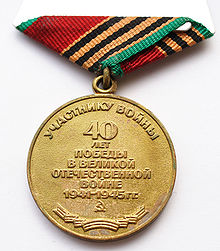 УЧАСТНИКУ ВОЙНЫ
40
ЛЕТ
ПОБЕДЫ
В ВЕЛИКОЙ
ОТЕЧЕСТВЕННОЙ
ВОЙНЕ
1941-1945 ГГ.